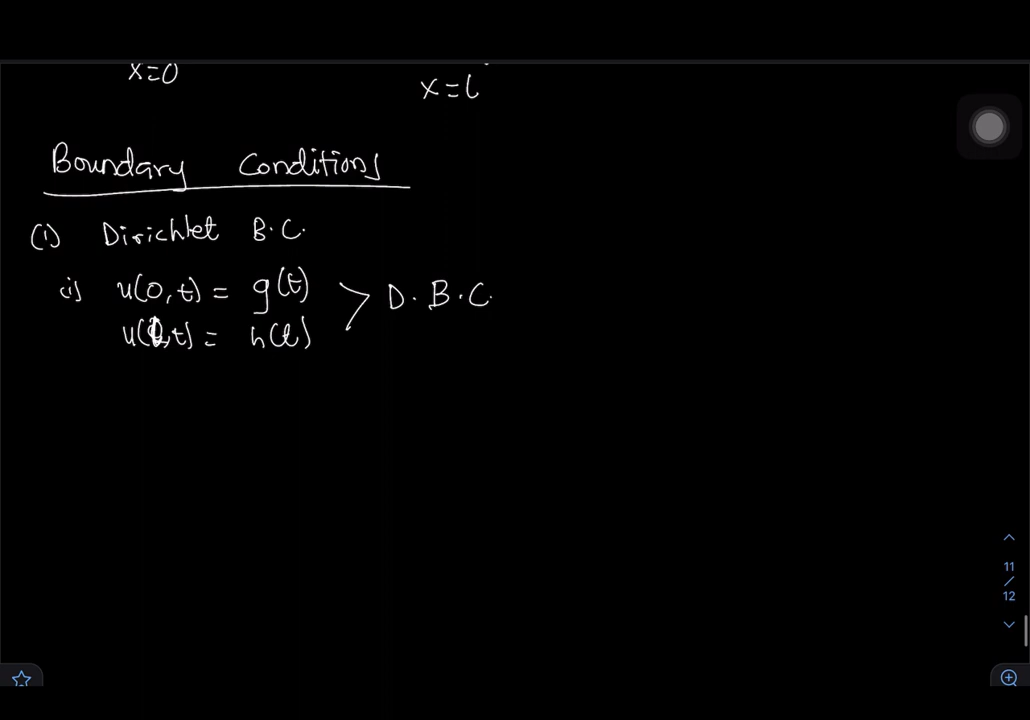 x=0
x=l
Boundary Conditions
(1) Dirichlet B.C.
(i) u(0,t) = g(t) > D.B.C.
u(l,t) = h(t)
11
/
12